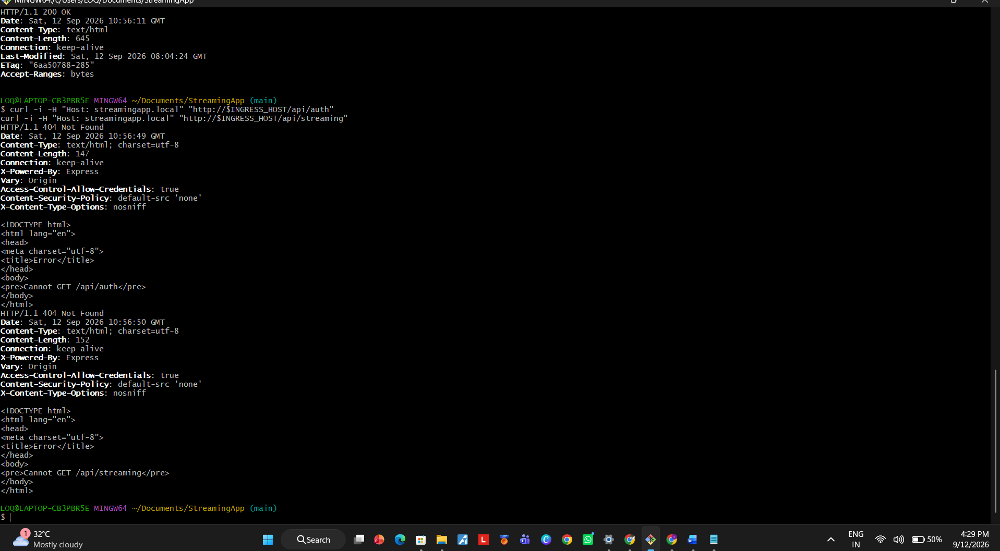 MINGW64:/c/Users/LOQ/Documents/StreamingApp
HTTP/1.1 200 OK
Date: Sat, 12 Sep 2026 10:56:11 GMT
Content-Type: text/html
Content-Length: 645
Connection: keep-alive
Last-Modified: Sat, 12 Sep 2026 08:04:24 GMT
ETag: "6aa50788-285"
Accept-Ranges: bytes
LOQ@LAPTOP-CB3PBR5E MINGW64 ~/Documents/StreamingApp (main)
$ curl -i -H "Host: streamingapp.local" "http://$INGRESS_HOST/api/auth"
curl -i -H "Host: streamingapp.local" "http://$INGRESS_HOST/api/streaming"
HTTP/1.1 404 Not Found
Date: Sat, 12 Sep 2026 10:56:49 GMT
Content-Type: text/html; charset=utf-8
Content-Length: 147
Connection: keep-alive
X-Powered-By: Express
Vary: Origin
Access-Control-Allow-Credentials: true
Content-Security-Policy: default-src 'none'
X-Content-Type-Options: nosniff
<!DOCTYPE html>
<html lang="en">
<head>
<meta charset="utf-8">
<title>Error</title>
</head>
<body>
<pre>Cannot GET /api/auth</pre>
</body>
</html>
HTTP/1.1 404 Not Found
Date: Sat, 12 Sep 2026 10:56:50 GMT
Content-Type: text/html; charset=utf-8
Content-Length: 152
Connection: keep-alive
X-Powered-By: Express
Vary: Origin
Access-Control-Allow-Credentials: true
Content-Security-Policy: default-src 'none'
X-Content-Type-Options: nosniff
<!DOCTYPE html>
<html lang="en">
<head>
<meta charset="utf-8">
<title>Error</title>
</head>
<body>
<pre>Cannot GET /api/streaming</pre>
</body>
</html>
LOQ@LAPTOP-CB3PBR5E MINGW64 ~/Documents/StreamingApp (main)
$
1
32°C
Mostly cloudy
Search
L
ENG
IN
50%
4:29 PM
9/12/2026